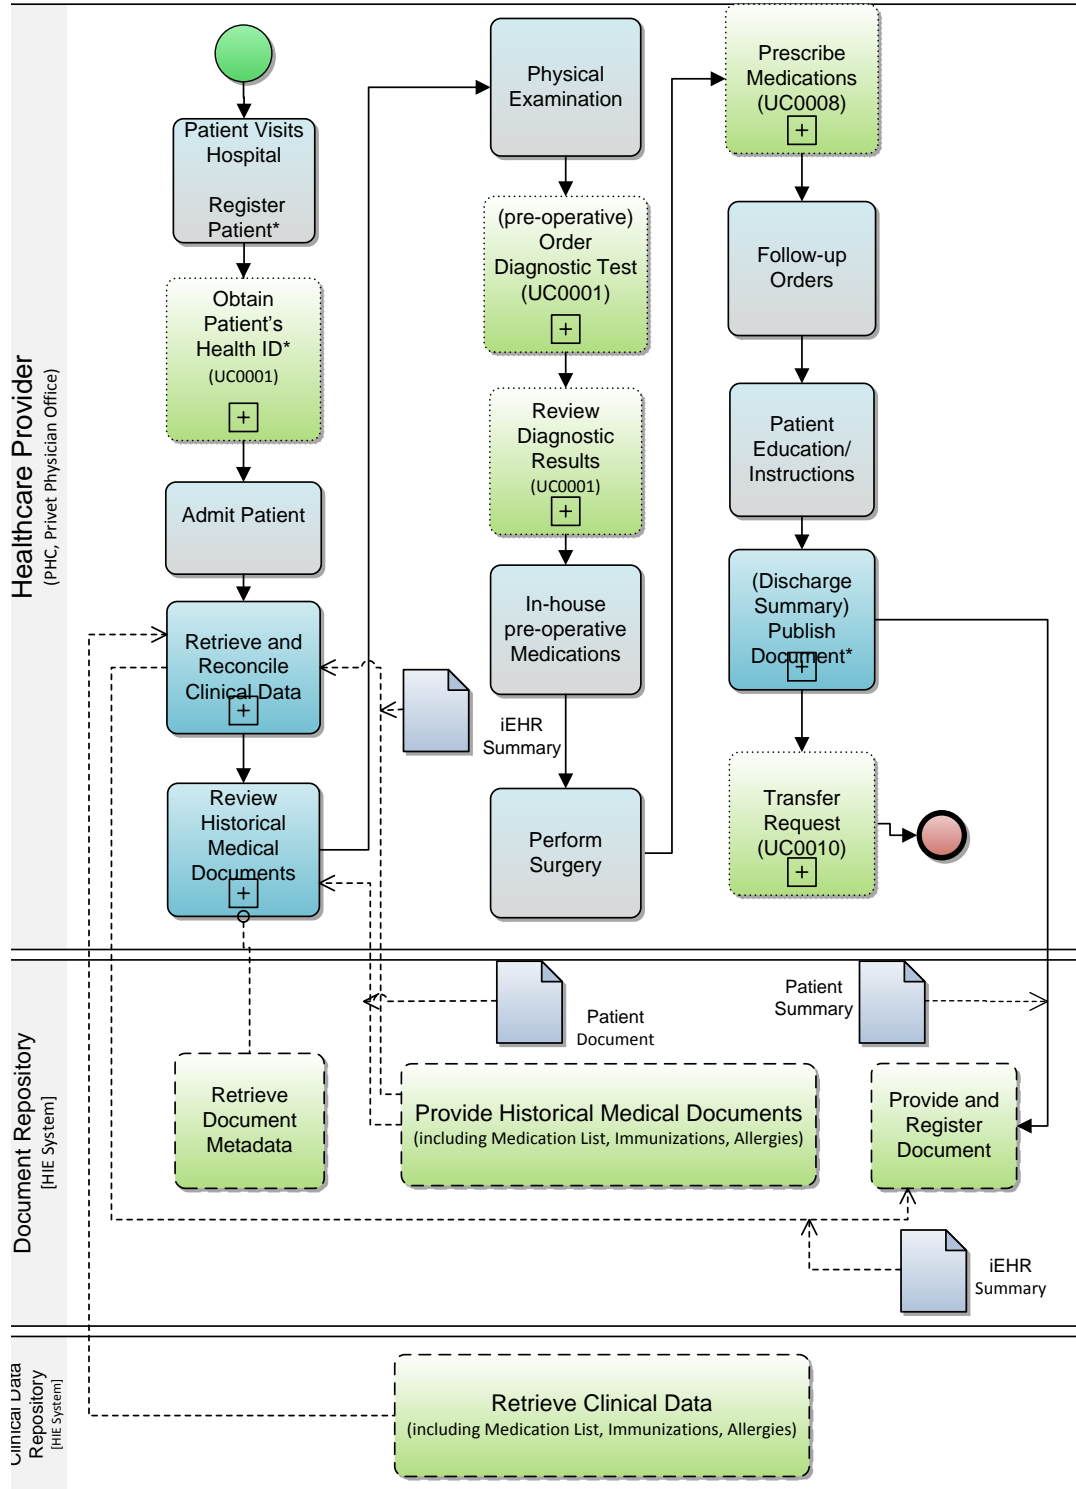 Healthcare Provider
(PHC, Privet Physician Office)
Patient Visits
Hospital
Register
Patient*
Obtain
Patient's
Health ID*
(UC0001)
Admit Patient
Retrieve and
Reconcile
Clinical Data
Review
Historical
Medical
Documents
iEHR
Summary
Physical
Examination
(pre-operative)
Order
Diagnostic Test
(UC0001)
Review
Diagnostic
Results
(UC0001)
In-house
pre-operative
Medications
Perform
Surgery
Prescribe
Medications
(UC0008)
Follow-up
Orders
Patient
Education/
Instructions
(Discharge
Summary)
Publish
Document*
Transfer
Request
(UC0010)
Document Repository
[HIE System]
Patient
Document
Patient
Summary
Retrieve
Document
Metadata
Provide Historical Medical Documents
(including Medication List, Immunizations, Allergies)
Provide and
Register
Document
iEHR
Summary
Clinical Data
Repository
[HIE System]
Retrieve Clinical Data
(including Medication List, Immunizations, Allergies)